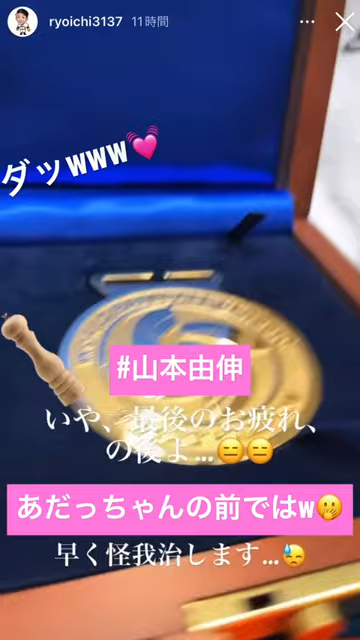 ryoichi3137 11時間
ダッwww💓
#山本由伸
いや、最後のお疲れ、
の後よ...😑😑
あだっちゃんの前ではw🫢
早く怪我治します...😓